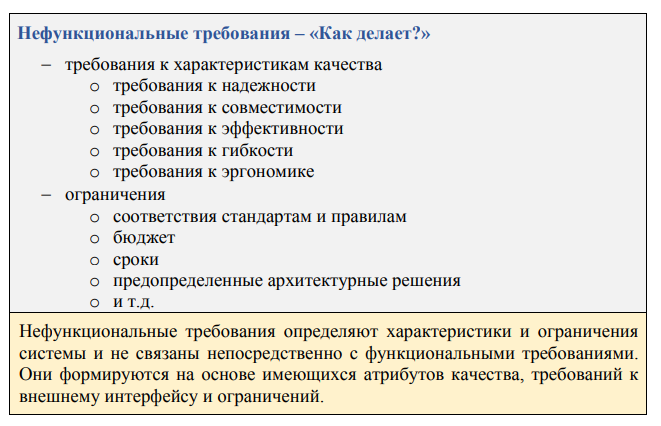 Нефункциональные требования – «Как делает?»
– требования к характеристикам качества
o требования к надежности
o требования к совместимости
o требования к эффективности
o требования к гибкости
o требования к эргономике
– ограничения
o соответствия стандартам и правилам
o бюджет
o сроки
o предопределенные архитектурные решения
o и т.д.
Нефункциональные требования определяют характеристики и ограничения
системы и не связаны непосредственно с функциональными требованиями.
Они формируются на основе имеющихся атрибутов качества, требований к
внешнему интерфейсу и ограничений.